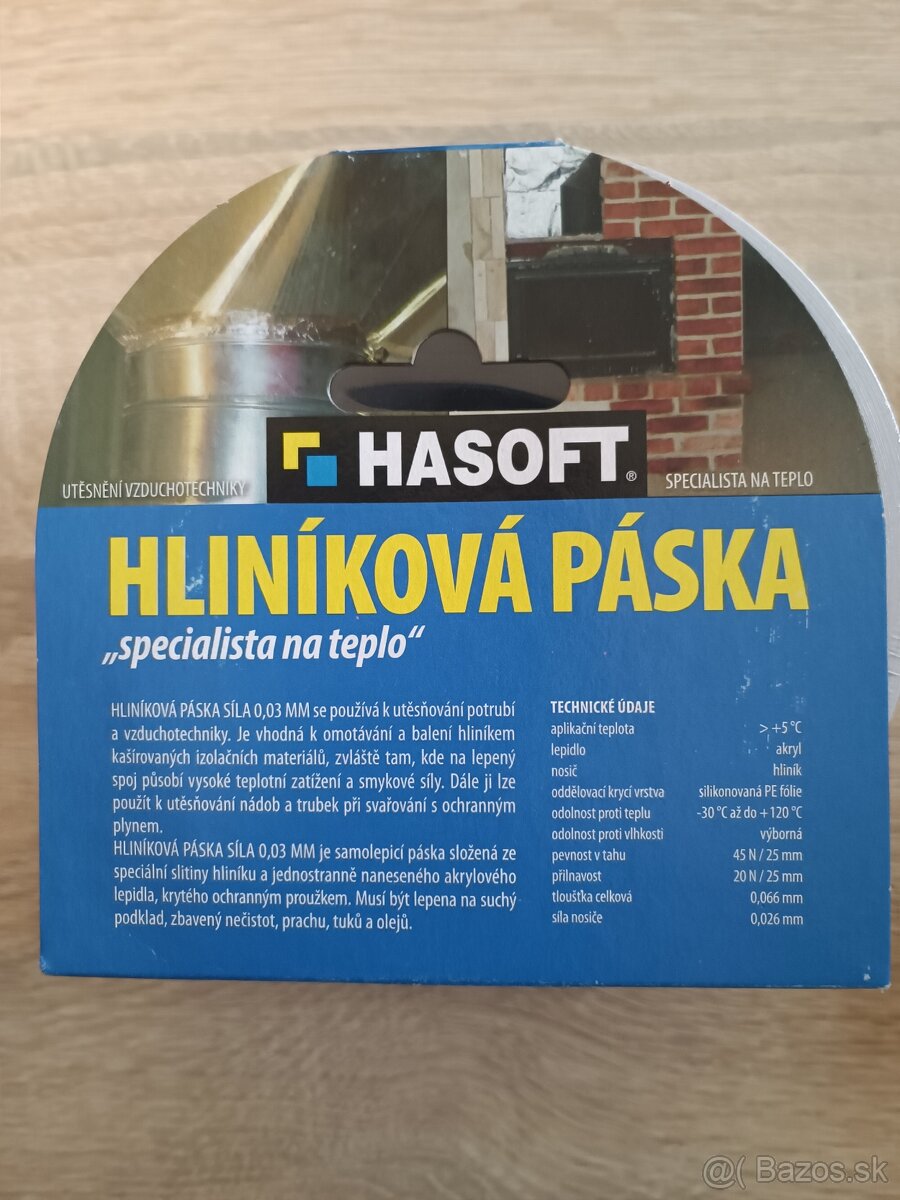 UTĚSNĚNÍ VZDUCHOTECHNIKY
HASOFT®
SPECIALISTA NA TEPLO
HLINÍKOVÁ PÁSKA
„specialista na teplo“
HLINÍKOVÁ PÁSKA SÍLA 0,03 MM se používá k utěsňování potrubí
a vzduchotechniky. Je vhodná k omotávání a balení hliníkem
kašírovaných izolačních materiálů, zvláště tam, kde na lepený
spoj působí vysoké teplotní zatížení a smykové síly. Dále ji lze
použít k utěsňování nádob a trubek při svařování s ochranným
plynem.
HLINÍKOVÁ PÁSKA SÍLA 0,03 MM je samolepicí páska složená ze
speciální slitiny hliníku a jednostranně naneseného akrylového
lepidla, krytého ochranným proužkem. Musí být lepena na suchý
podklad, zbavený nečistot, prachu, tuků a olejů.
TECHNICKÉ ÚDAJE
aplikační teplota > +5 °C
lepidlo akryl
nosič hliník
oddělovací krycí vrstva silikonovaná PE fólie
odolnost proti teplu -30 °C až do +120 °C
odolnost proti vlhkosti výborná
pevnost v tahu 45 N / 25 mm
přilnavost 20 N / 25 mm
tloušťka celková 0,066 mm
síla nosiče 0,026 mm
@( Bazos.sk